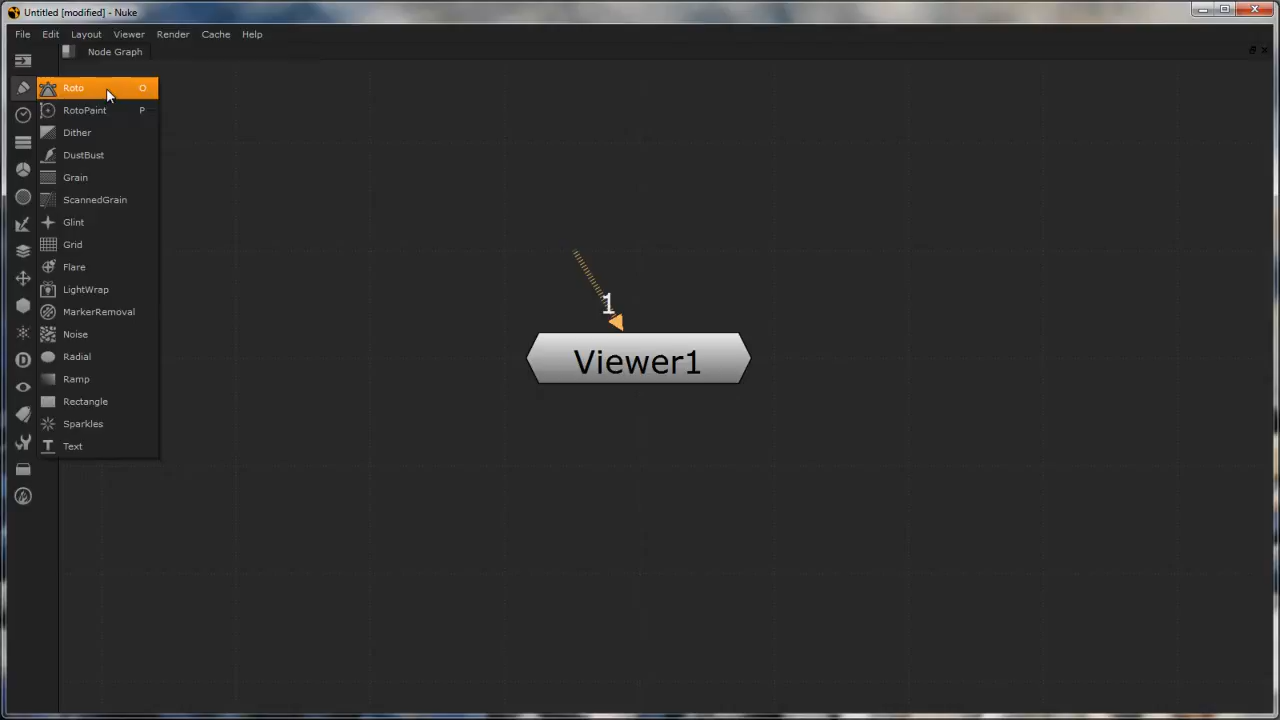 Untitled [modified] - Nuke
File Edit Layout Viewer Render Cache Help
Node Graph
Roto O
RotoPaint P
Dither
DustBust
Grain
ScannedGrain
Glint
Grid
Flare
LightWrap
MarkerRemoval
Noise
Radial
Ramp
Rectangle
Sparkles
Text
1
Viewer1